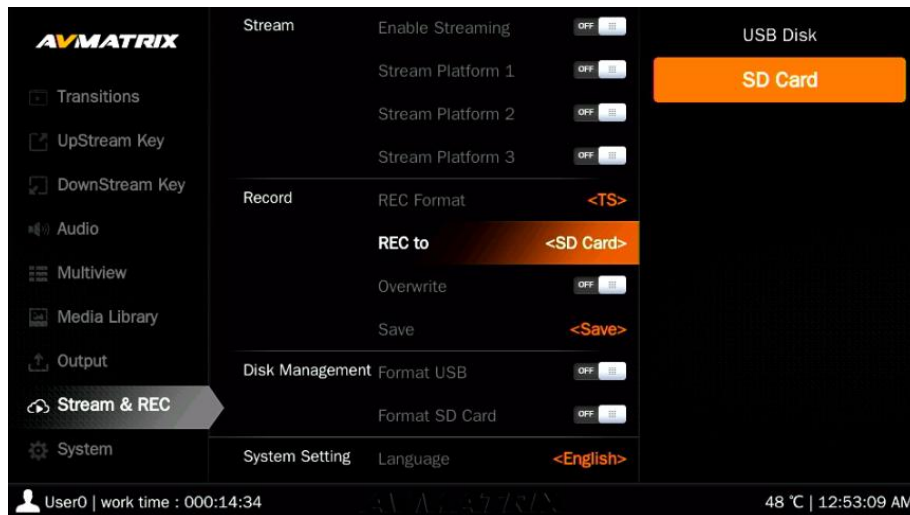 AVMATRIX
Transitions
UpStream Key
DownStream Key
Audio
Multiview
Media Library
Output
Stream & REC
System
Stream
Enable Streaming OFF
Stream Platform 1 OFF
Stream Platform 2 OFF
Stream Platform 3 OFF
Record
REC Format <TS>
REC to <SD Card>
Overwrite OFF
Save <Save>
Disk Management
Format USB OFF
Format SD Card OFF
System Setting
Language <English>
USB Disk
SD Card
User0 | work time : 000:14:34
AVMATRIX
48 ℃ | 12:53:09 AM